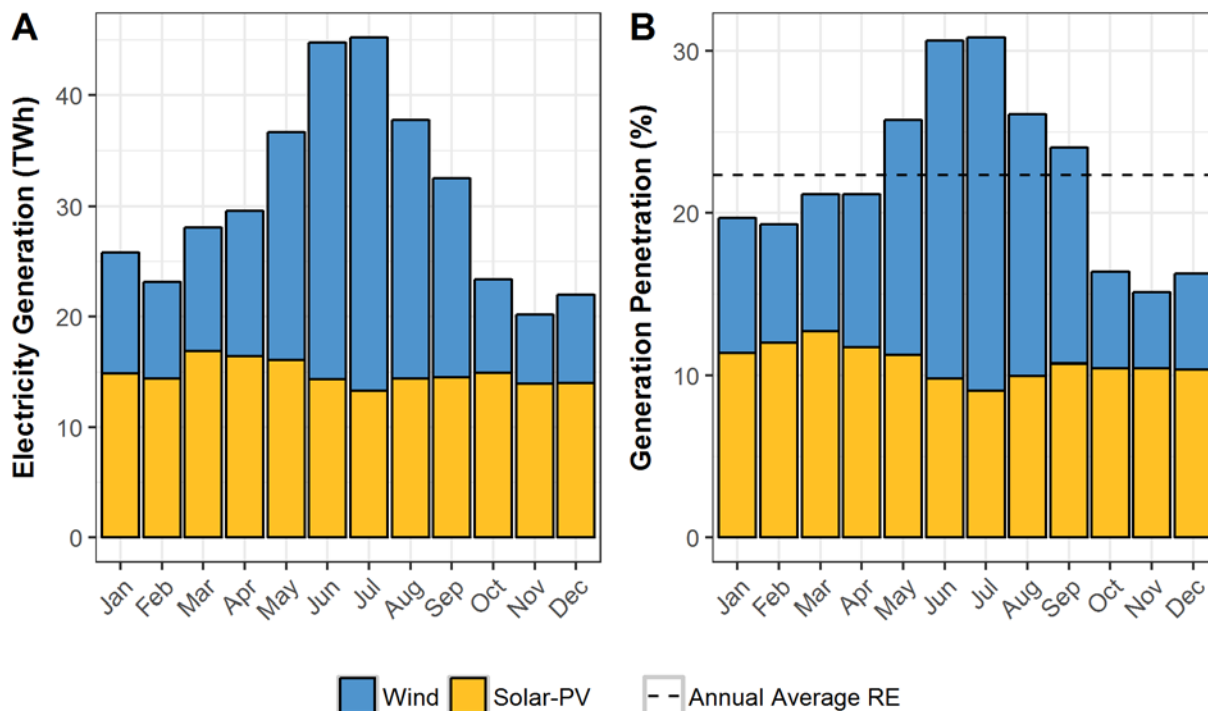 A
Electricity Generation (TWh)
40
30
20
10
0
Jan Feb Mar Apr May Jun Jul Aug Sep Oct Nov Dec
B
Generation Penetration (%)
30
20
10
0
Jan Feb Mar Apr May Jun Jul Aug Sep Oct Nov Dec
Wind Solar-PV Annual Average RE